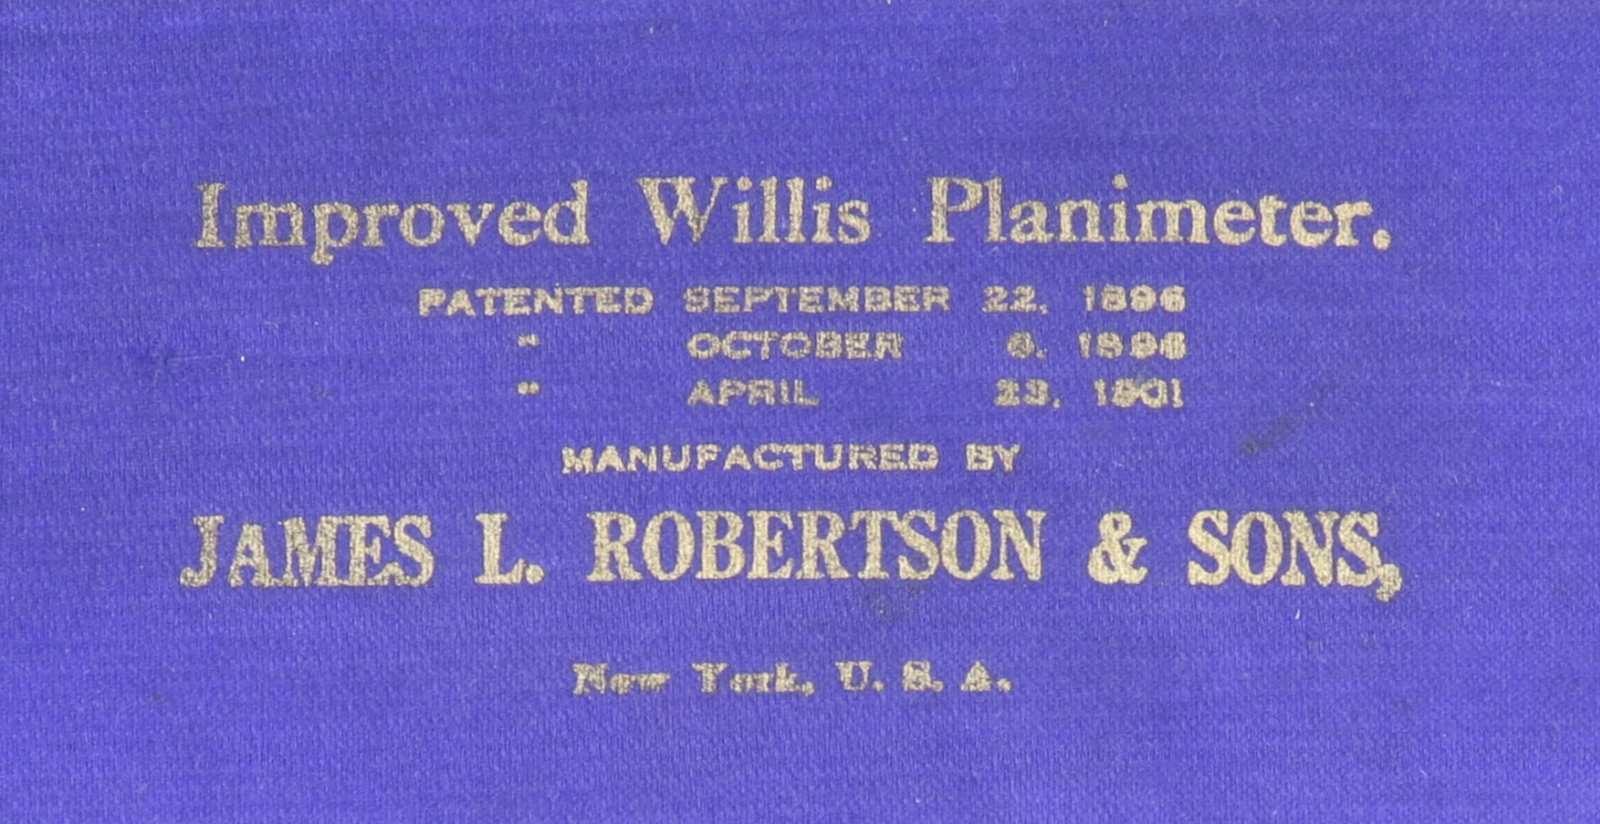 Improved Willis Planimeter.
PATENTED SEPTEMBER 22, 1896
" OCTOBER 6, 1896
" APRIL 23, 1901
MANUFACTURED BY
JAMES L. ROBERTSON & SONS,
New York, U. S. A.